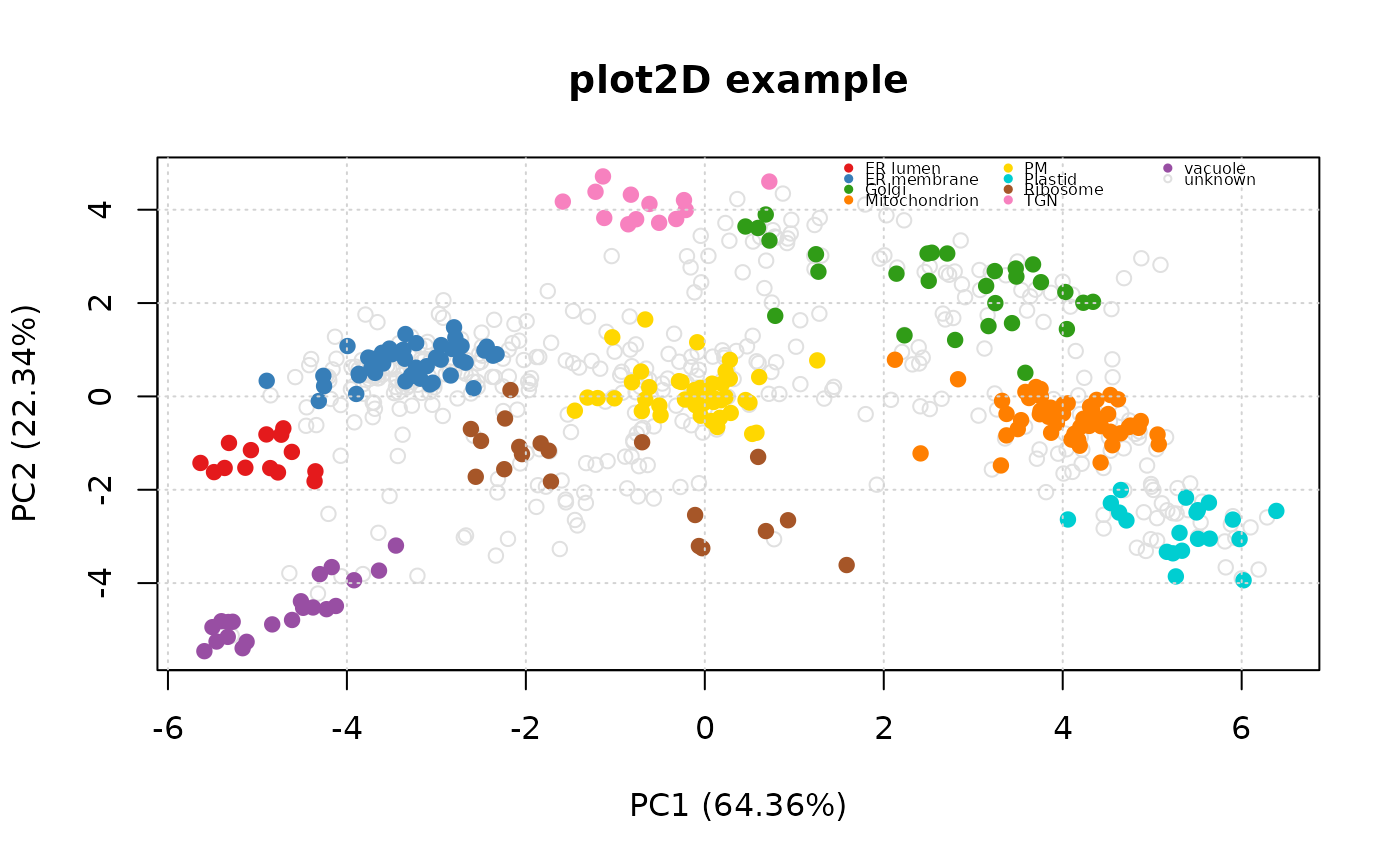 plot2D example
ER lumen
ER membrane
Golgi
Mitochondrion
PM
Plastid
Ribosome
TGN
vacuole
unknown
PC2 (22.34%)
4
2
0
-2
-4
-6 -4 -2 0 2 4 6
PC1 (64.36%)